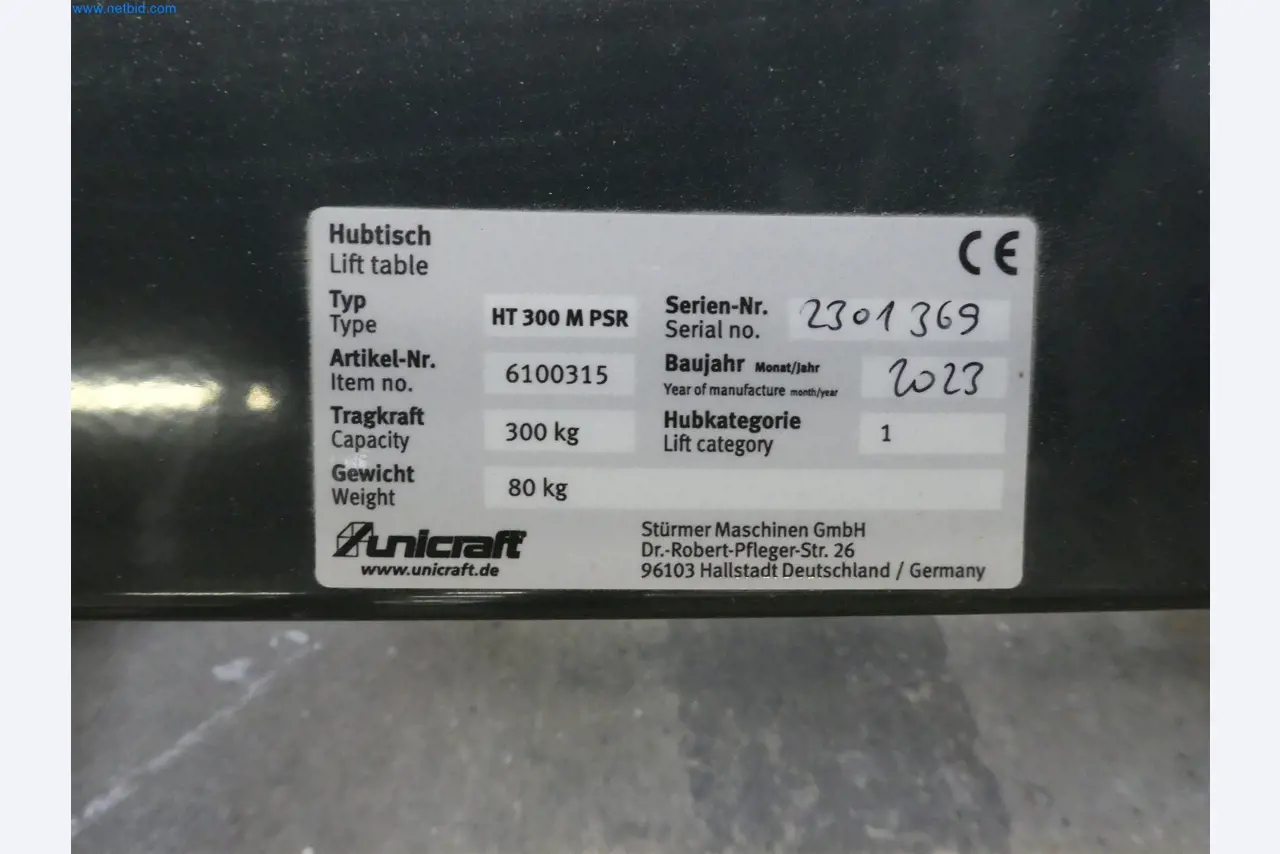 www.netbid.com
Hubtisch
Lift table
CE
Typ
Type
HT 300 M PSR
Serien-Nr.
Serial no.
2301369
Artikel-Nr.
Item no.
6100315
Baujahr Monat/Jahr
Year of manufacture month/year
2023
Tragkraft
Capacity
300 kg
Hubkategorie
Lift category
1
Gewicht
Weight
80 kg
unicraft
www.unicraft.de
Stürmer Maschinen GmbH
Dr.-Robert-Pfleger-Str. 26
96103 Hallstadt Deutschland / Germany